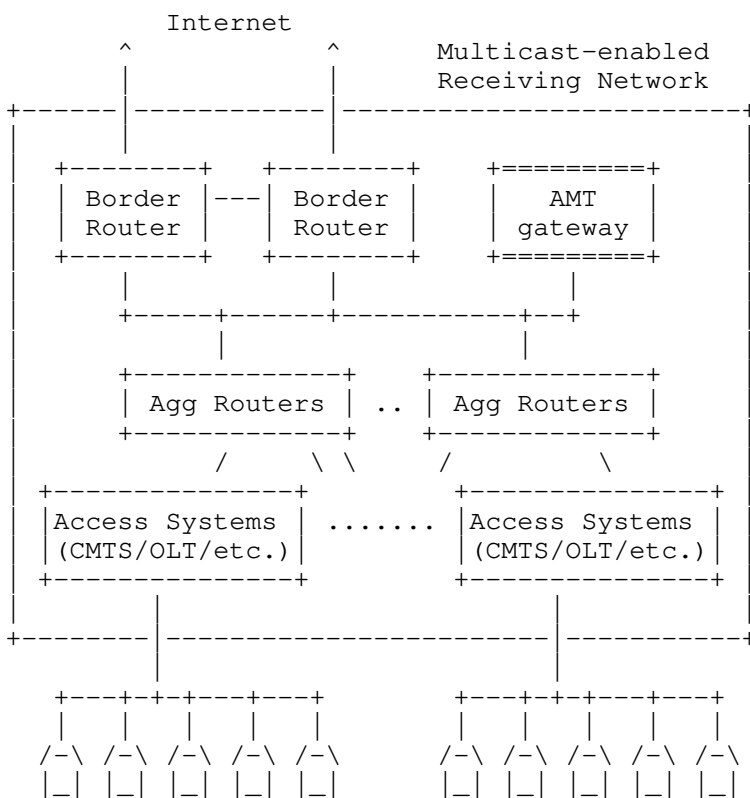 Internet
Multicast-enabled
Receiving Network
Border Router
Border Router
AMT gateway
Agg Routers .. Agg Routers
Access Systems ....... Access Systems
(CMTS/OLT/etc.) (CMTS/OLT/etc.)